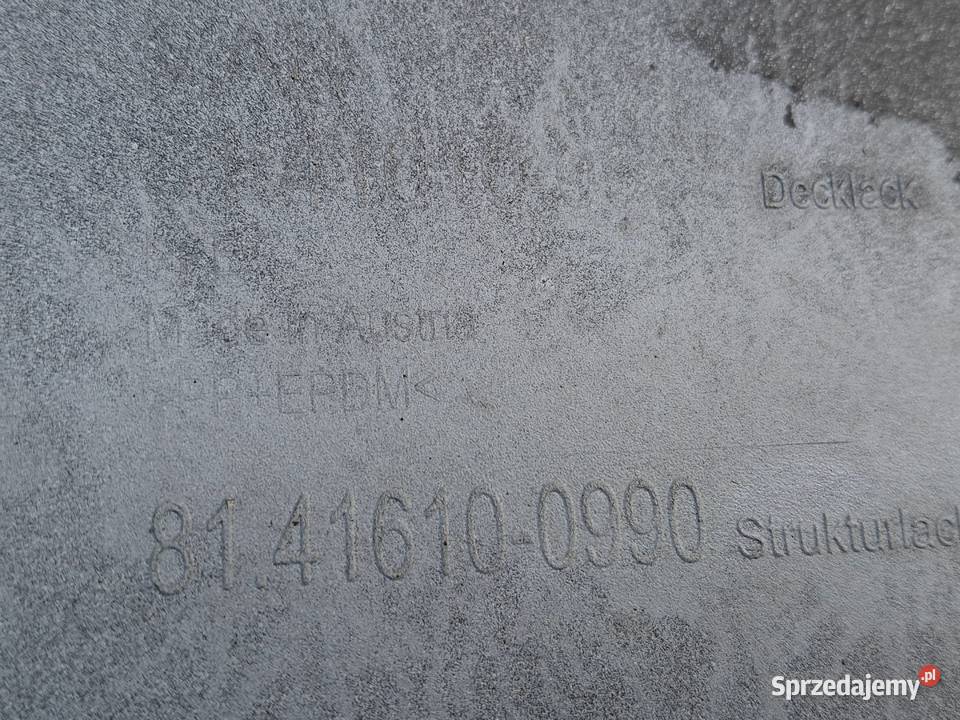 Decklack
Made in Austria
>PP+EPDM<
81.41610-0990 Strukturlack
Sprzedajemy.pl